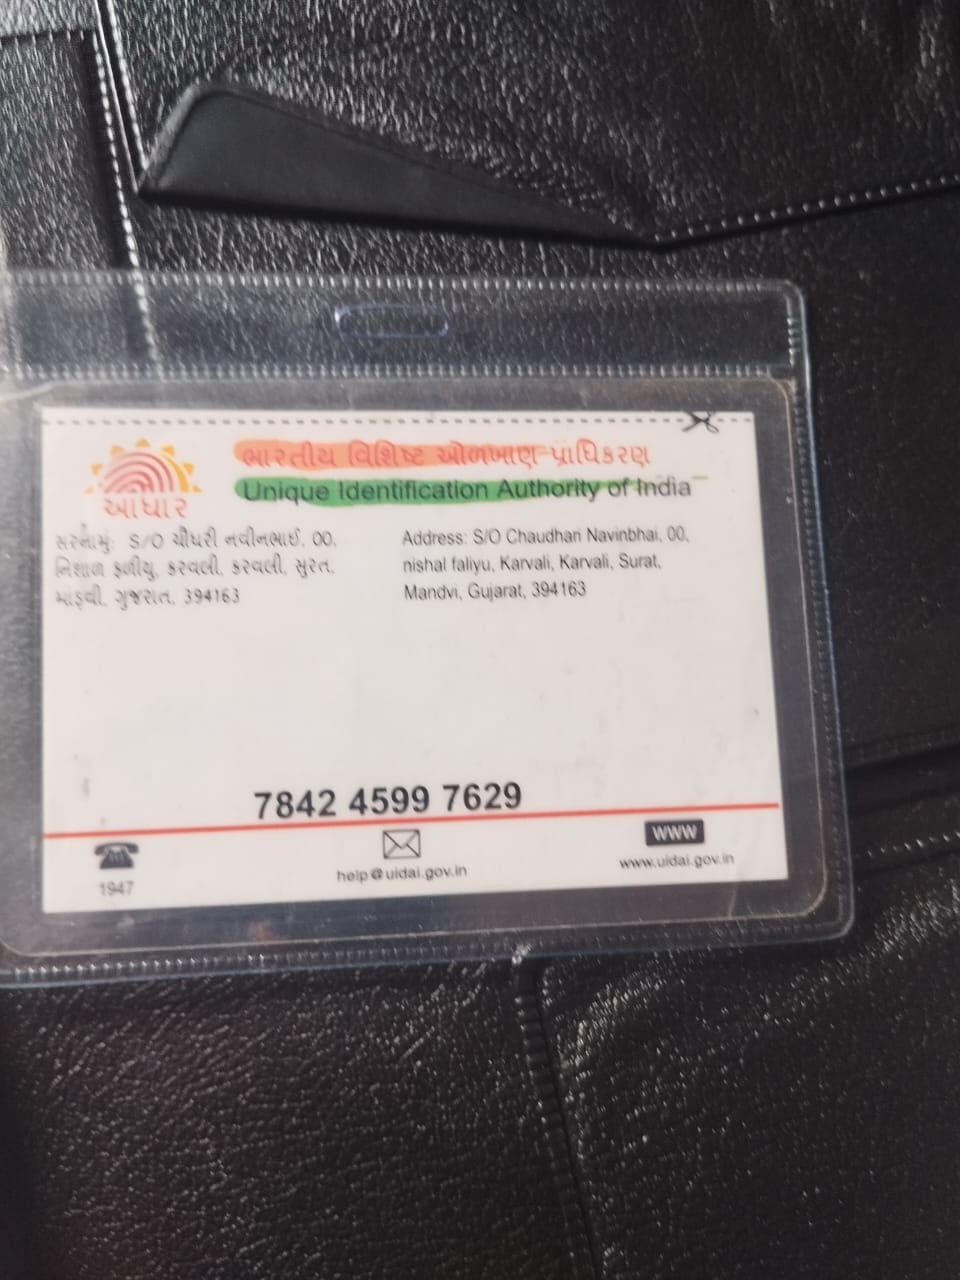 ભારતીય વિશિષ્ટ ઓળખાણ પ્રાધિકરણ
Unique Identification Authority of India
આધાર
સરનામું: S/O ચૌધરી નવીનભાઈ, 00,
નિશાળ ફળીયુ, કરવલી, કરવલી, સુરત,
માંડવી, ગુજરાત, 394163
Address: S/O Chaudhari Navinbhai, 00,
nishal faliyu, Karvali, Karvali, Surat,
Mandvi, Gujarat, 394163
7842 4599 7629
1947
help@uidai.gov.in
www
www.uidai.gov.in